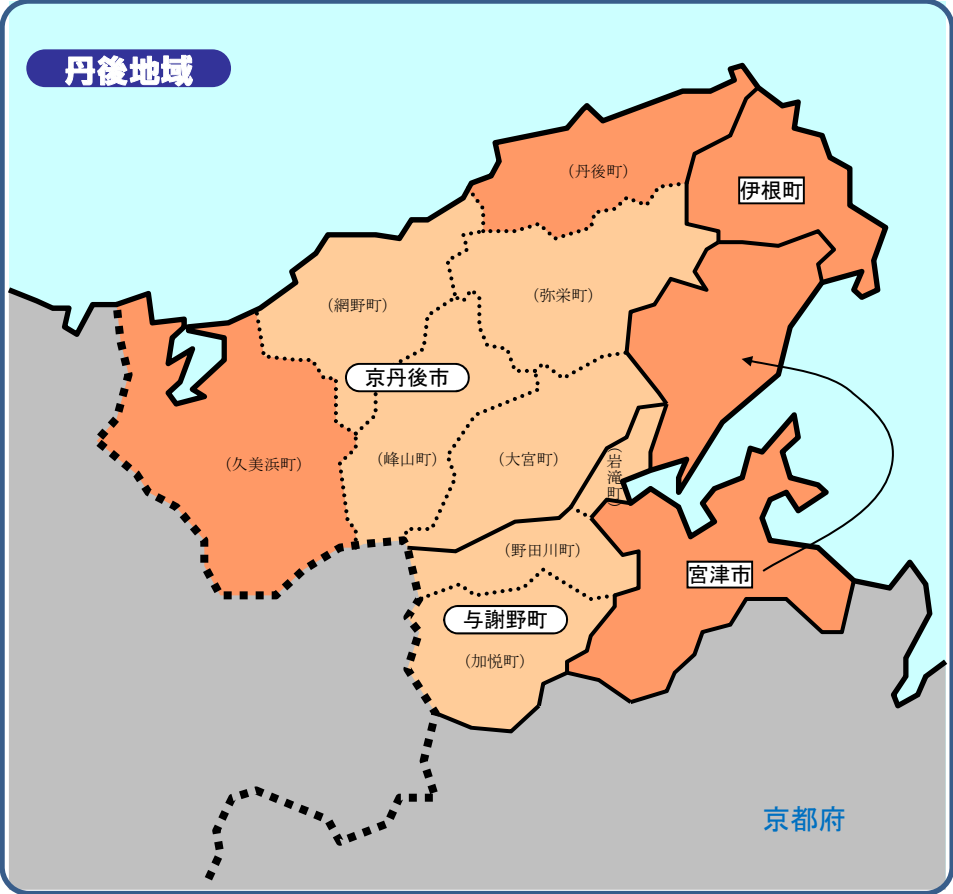 丹後地域
（丹後町）
伊根町
（網野町）
（弥栄町）
京丹後市
（久美浜町）
（峰山町）
（大宮町）
（岩滝町）
（野田川町）
宮津市
与謝野町
（加悦町）
京都府